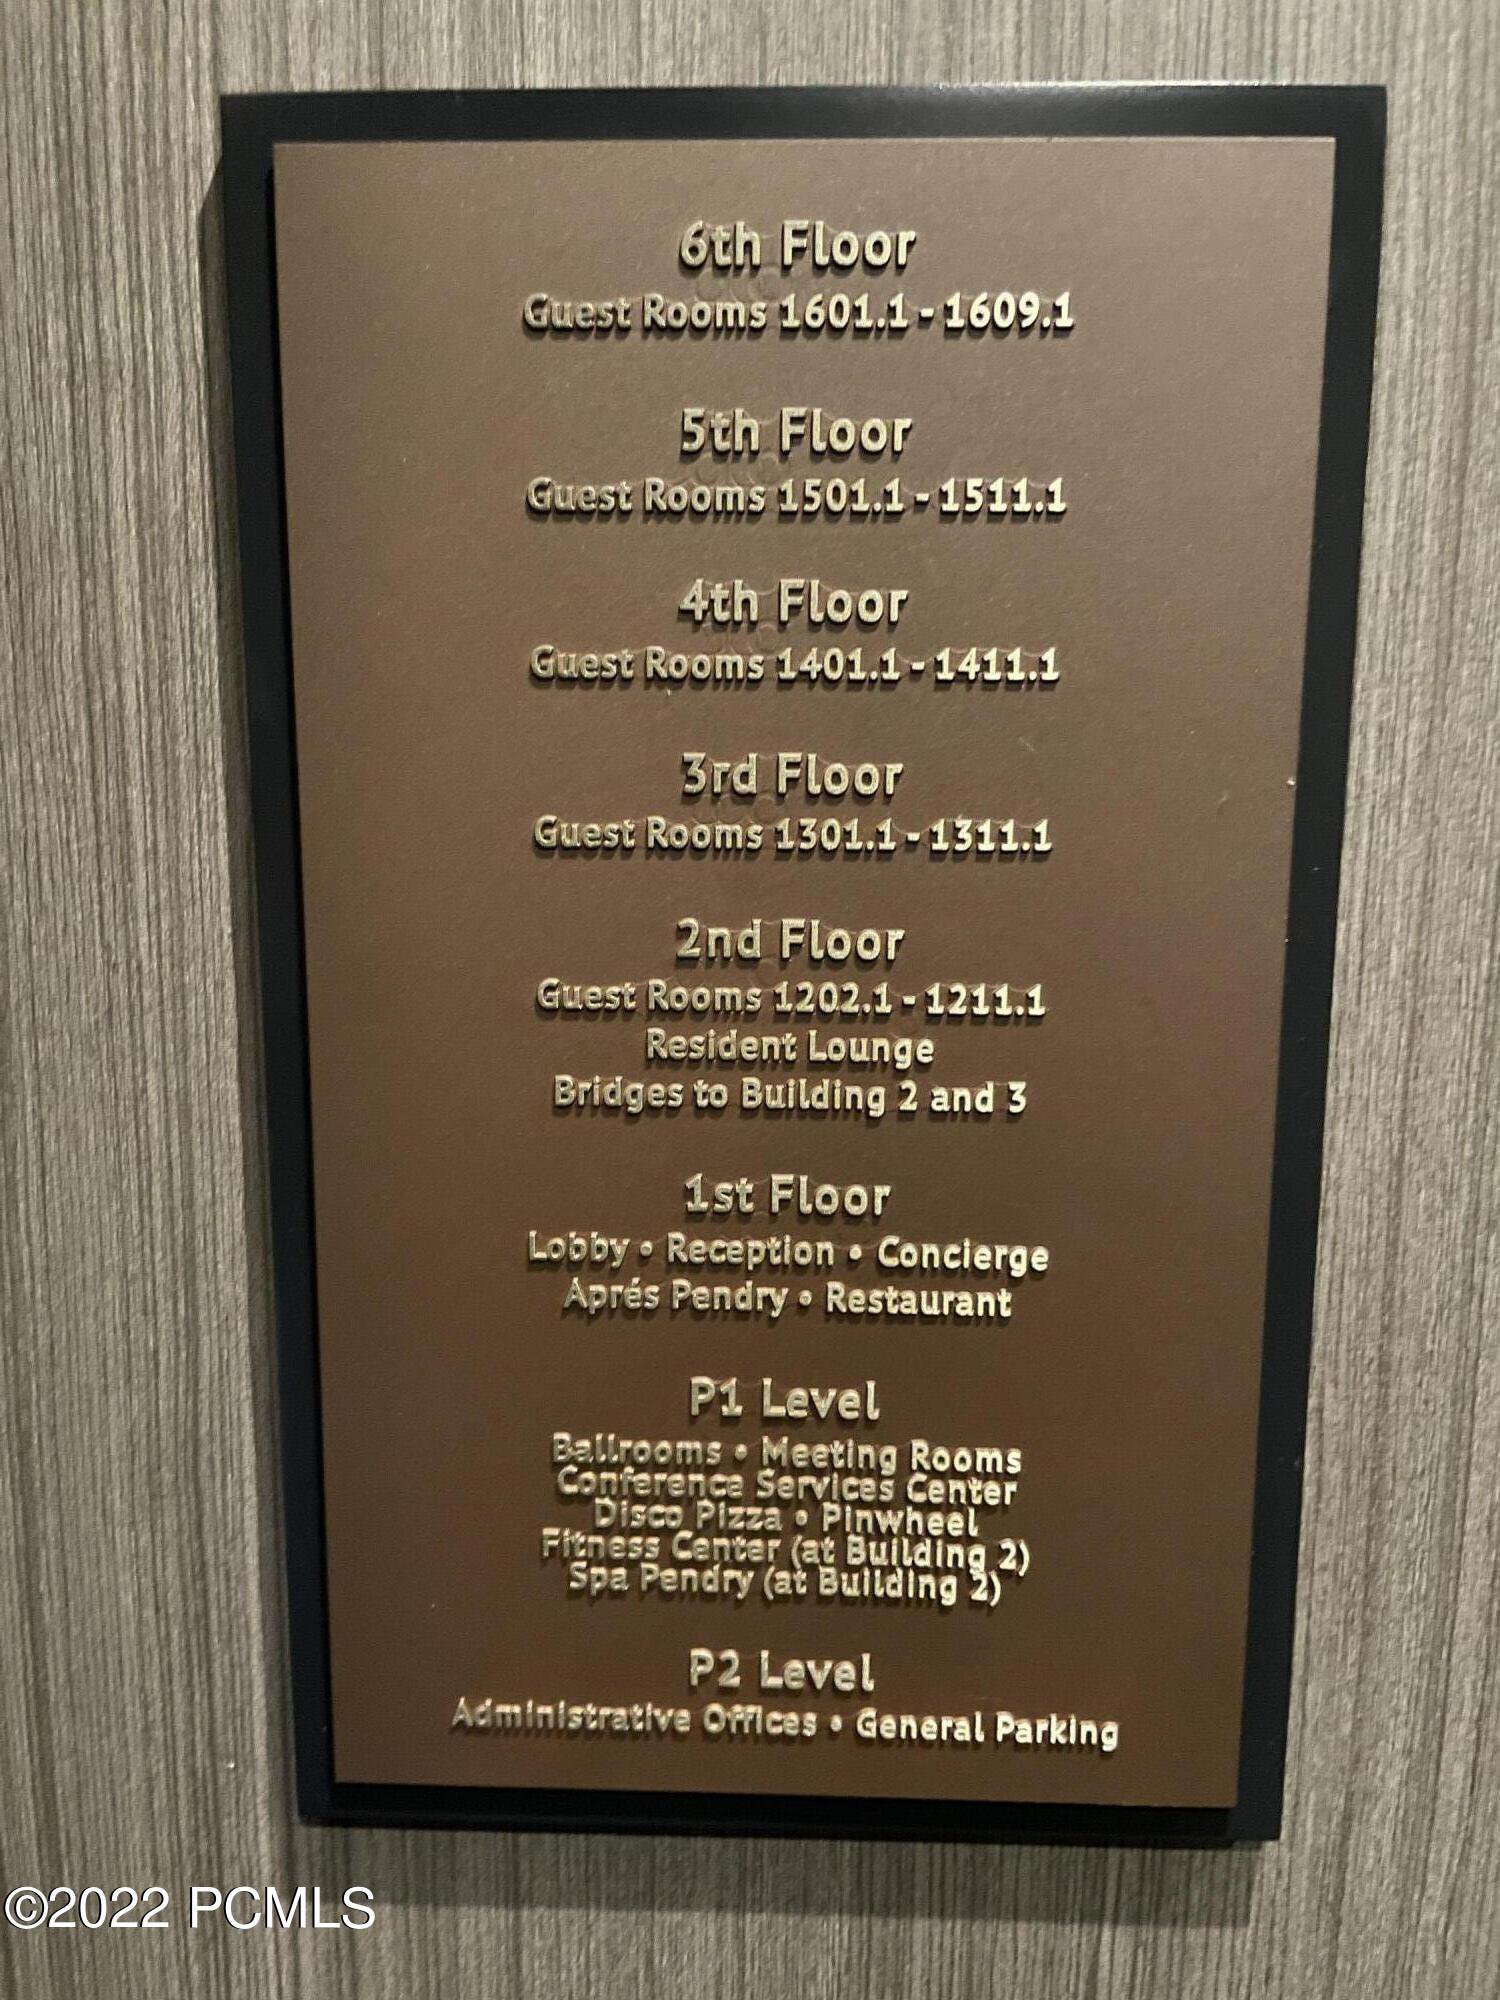 6th Floor
Guest Rooms 1601.1 - 1609.1
5th Floor
Guest Rooms 1501.1 - 1511.1
4th Floor
Guest Rooms 1401.1 - 1411.1
3rd Floor
Guest Rooms 1301.1 - 1311.1
2nd Floor
Guest Rooms 1202.1 - 1211.1
Resident Lounge
Bridges to Building 2 and 3
1st Floor
Lobby • Reception • Concierge
Aprés Pendry • Restaurant
P1 Level
Ballrooms • Meeting Rooms
Conference Services Center
Disco Pizza • Pinwheel
Fitness Center (at Building 2)
Spa Pendry (at Building 2)
P2 Level
Administrative Offices • General Parking
©2022 PCMLS